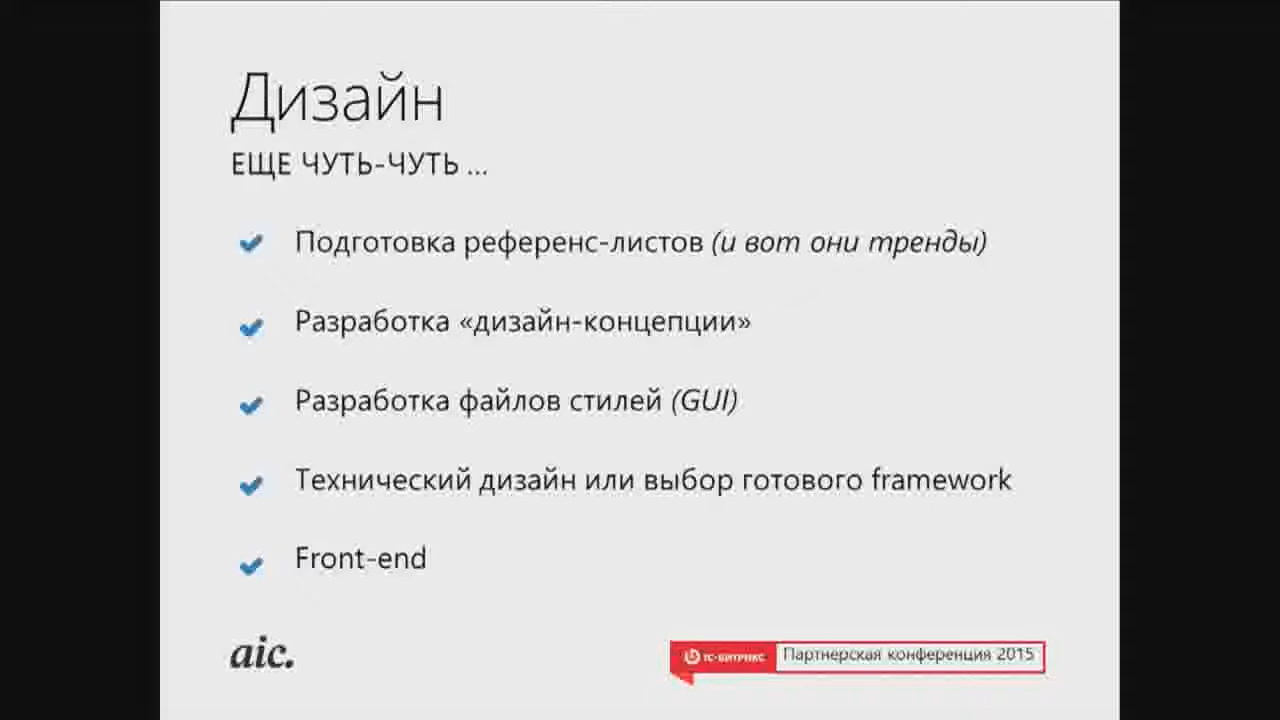 Дизайн
ЕЩЕ ЧУТЬ-ЧУТЬ ...
Подготовка референс-листов (и вот они тренды)
Разработка «дизайн-концепции»
Разработка файлов стилей (GUI)
Технический дизайн или выбор готового framework
Front-end
aic.
1С-БИТРИКС Партнерская конференция 2015